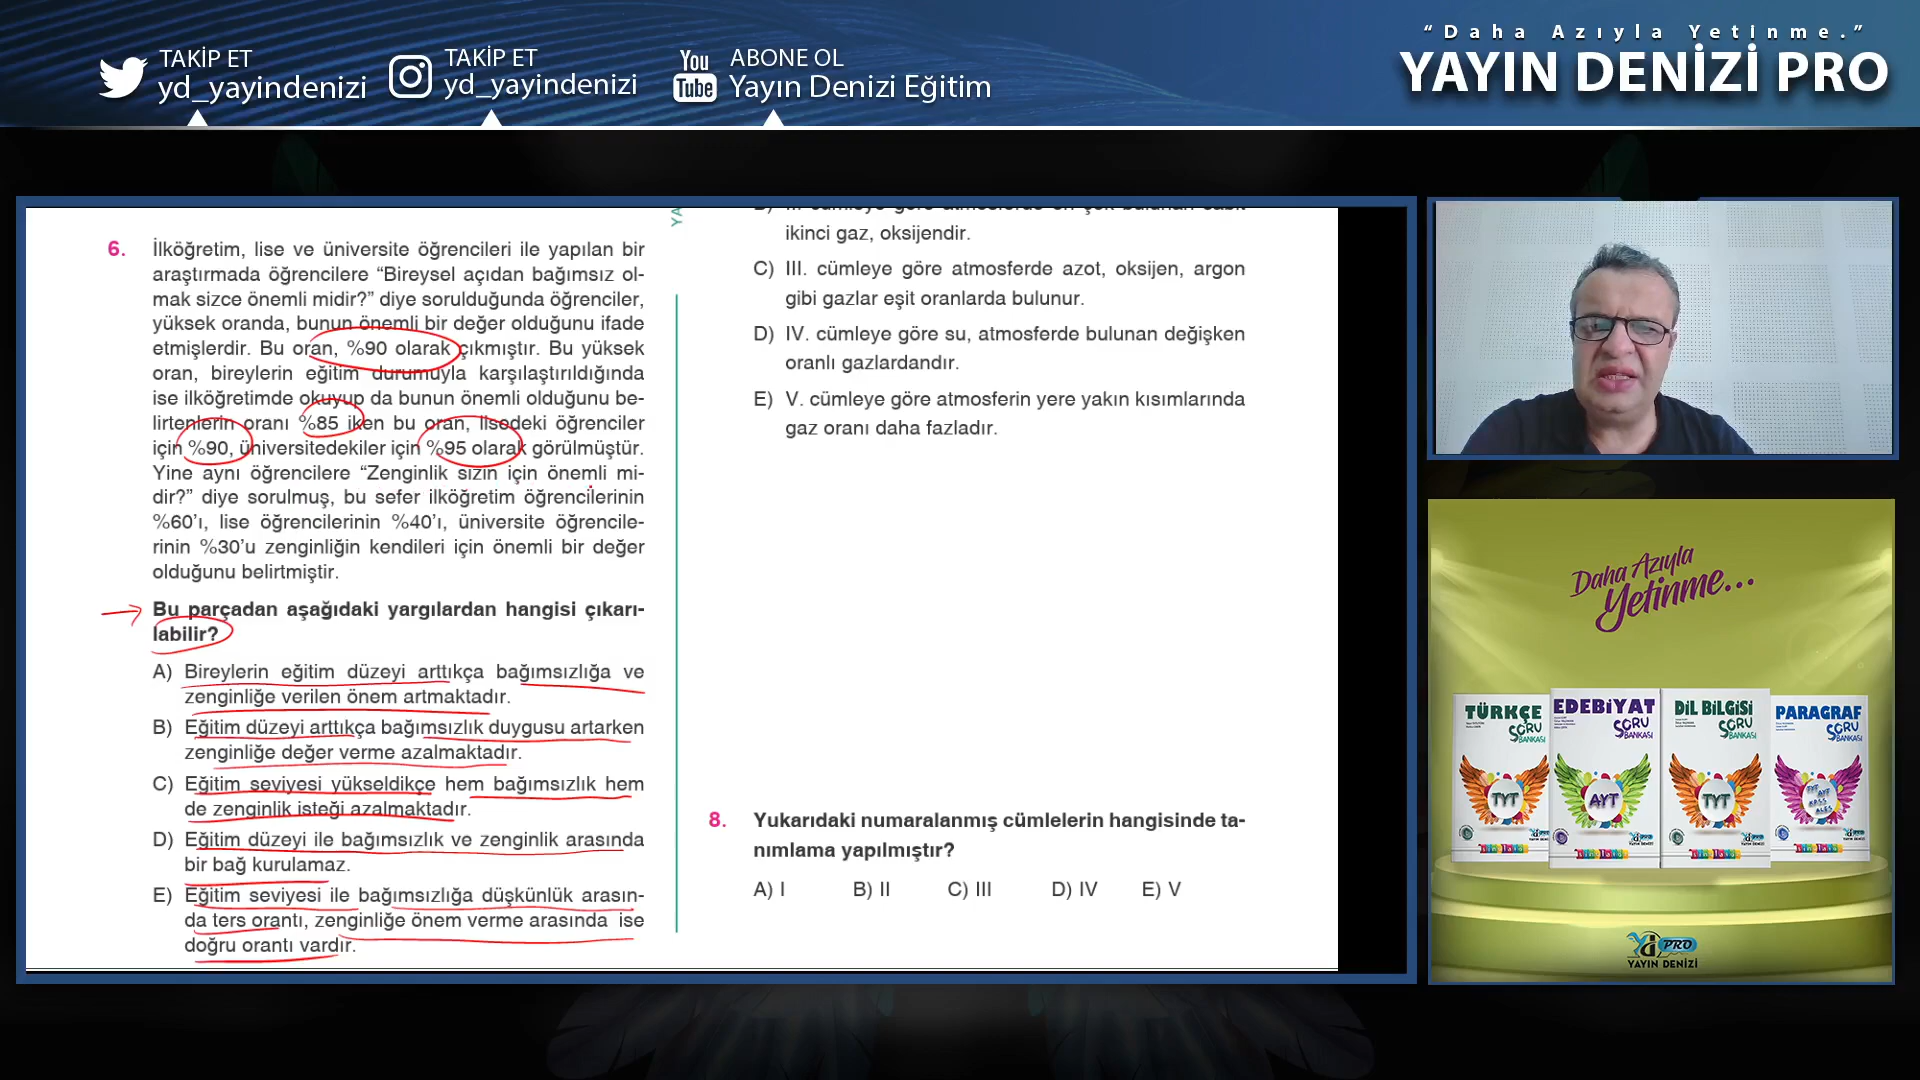 “Daha Azıyla Yetinme.”
YAYIN DENİZİ PRO
TAKİP ET
yd_yayindenizi
TAKİP ET
yd_yayindenizi
You
Tube
ABONE OL
Yayın Denizi Eğitim
6. İlköğretim, lise ve üniversite öğrencileri ile yapılan bir
araştırmada öğrencilere “Bireysel açıdan bağımsız ol-
mak sizce önemli midir?” diye sorulduğunda öğrenciler,
yüksek oranda, bunun önemli bir değer olduğunu ifade
etmişlerdir. Bu oran, %90 olarak çıkmıştır. Bu yüksek
oran, bireylerin eğitim durumuyla karşılaştırıldığında
ise ilköğretimde okuyup da bunun önemli olduğunu be-
lirtenlerin oranı %85 iken bu oran, lisedeki öğrenciler
için %90, üniversitedekiler için %95 olarak görülmüştür.
Yine aynı öğrencilere “Zenginlik sizin için önemli mi-
dir?” diye sorulmuş, bu sefer ilköğretim öğrencilerinin
%60’ı, lise öğrencilerinin %40’ı, üniversite öğrencile-
rinin %30’u zenginliğin kendileri için önemli bir değer
olduğunu belirtmiştir.
Bu parçadan aşağıdaki yargılardan hangisi çıkarı-
labilir?
A) Bireylerin eğitim düzeyi arttıkça bağımsızlığa ve
zenginliğe verilen önem artmaktadır.
B) Eğitim düzeyi arttıkça bağımsızlık duygusu artarken
zenginliğe değer verme azalmaktadır.
C) Eğitim seviyesi yükseldikçe hem bağımsızlık hem
de zenginlik isteği azalmaktadır.
D) Eğitim düzeyi ile bağımsızlık ve zenginlik arasında
bir bağ kurulamaz.
E) Eğitim seviyesi ile bağımsızlığa düşkünlük arasın-
da ters orantı, zenginliğe önem verme arasında ise
doğru orantı vardır.
YA
ikinci gaz, oksijendir.
C) III. cümleye göre atmosferde azot, oksijen, argon
gibi gazlar eşit oranlarda bulunur.
D) IV. cümleye göre su, atmosferde bulunan değişken
oranlı gazlardandır.
E) V. cümleye göre atmosferin yere yakın kısımlarında
gaz oranı daha fazladır.
8. Yukarıdaki numaralanmış cümlelerin hangisinde ta-
nımlama yapılmıştır?
A) I B) II C) III D) IV E) V
Daha Azıyla
Yetinme...
TÜRKÇE
SORU
BANKASI
TYT
EDEBİYAT
SORU
BANKASI
AYT
DİL BİLGİSİ
SORU
BANKASI
TYT
PARAGRAF
SORU
BANKASI
PRO
YAYIN DENİZİ